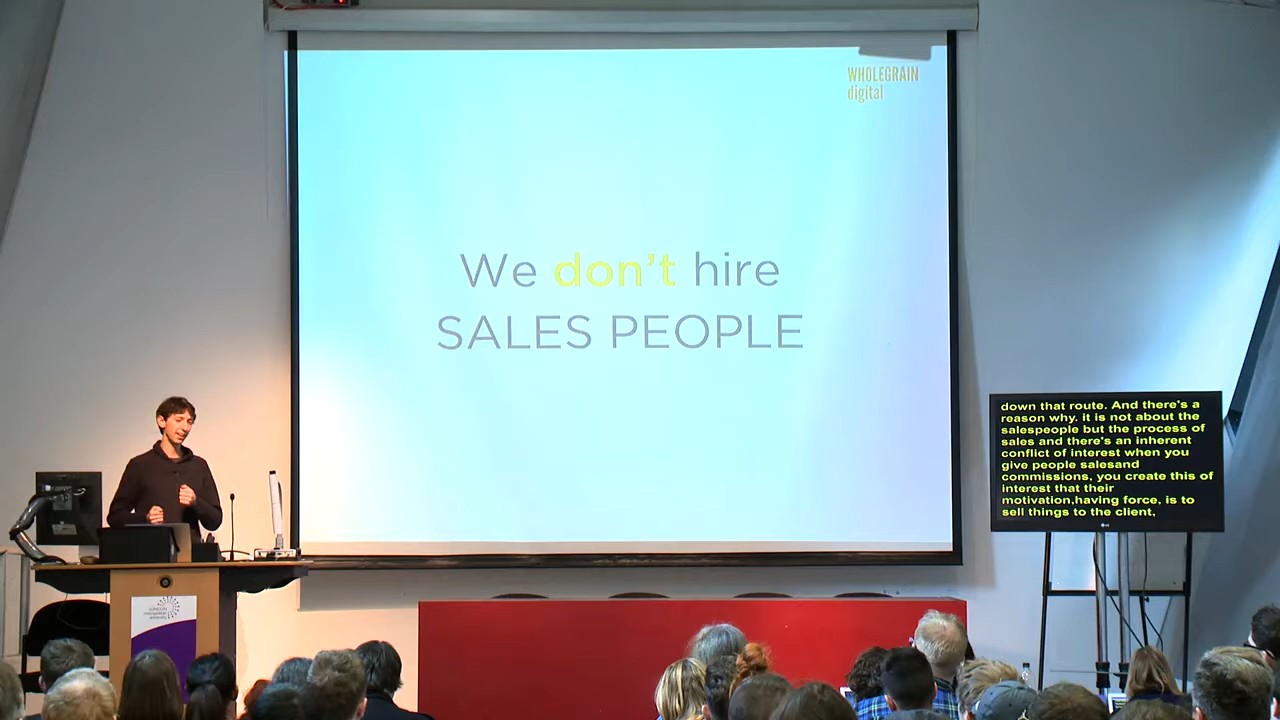 WHOLEGRAIN
digital
We don't hire
SALES PEOPLE
down that route. And there's a
reason why. it is not about the
salespeople but the process of
sales and there's an inherent
conflict of interest when you
give people salesand
commissions, you create this of
interest that their
motivation,having force, is to
sell things to the client,